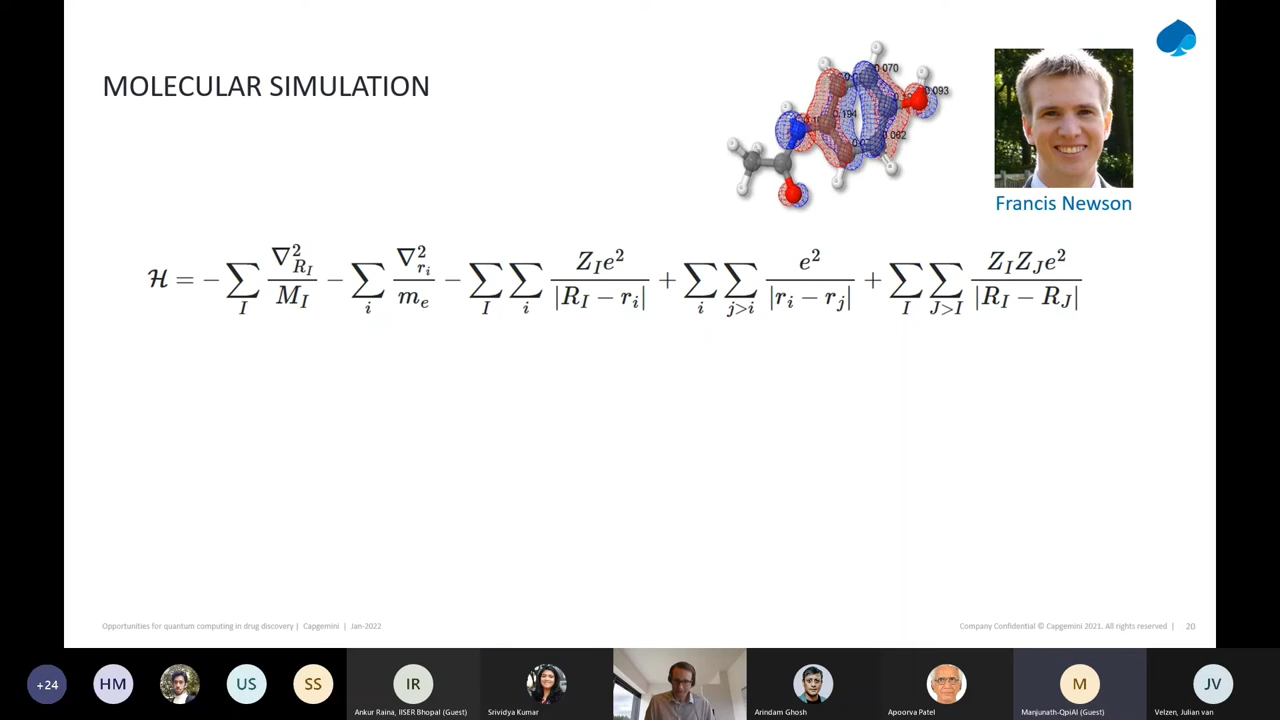 MOLECULAR SIMULATION
0.070
0.093
0.194
0.062
Francis Newson
ℋ = − ∑_I ∇²_{R_I} / M_I − ∑_i ∇²_{r_i} / m_e − ∑_I ∑_i Z_I e² / |R_I − r_i| + ∑_i ∑_{j>i} e² / |r_i − r_j| + ∑_I ∑_{J>I} Z_I Z_J e² / |R_I − R_J|
Opportunities for quantum computing in drug discovery | Capgemini | Jan-2022
Company Confidential © Capgemini 2021. All rights reserved | 20
+24
HM
US
SS
IR
M
JV
Ankur Raina, IISER Bhopal (Guest)
Srividya Kumar
Arindam Ghosh
Apoorva Patel
Manjunath-QpiAI (Guest)
Velzen, Julian van